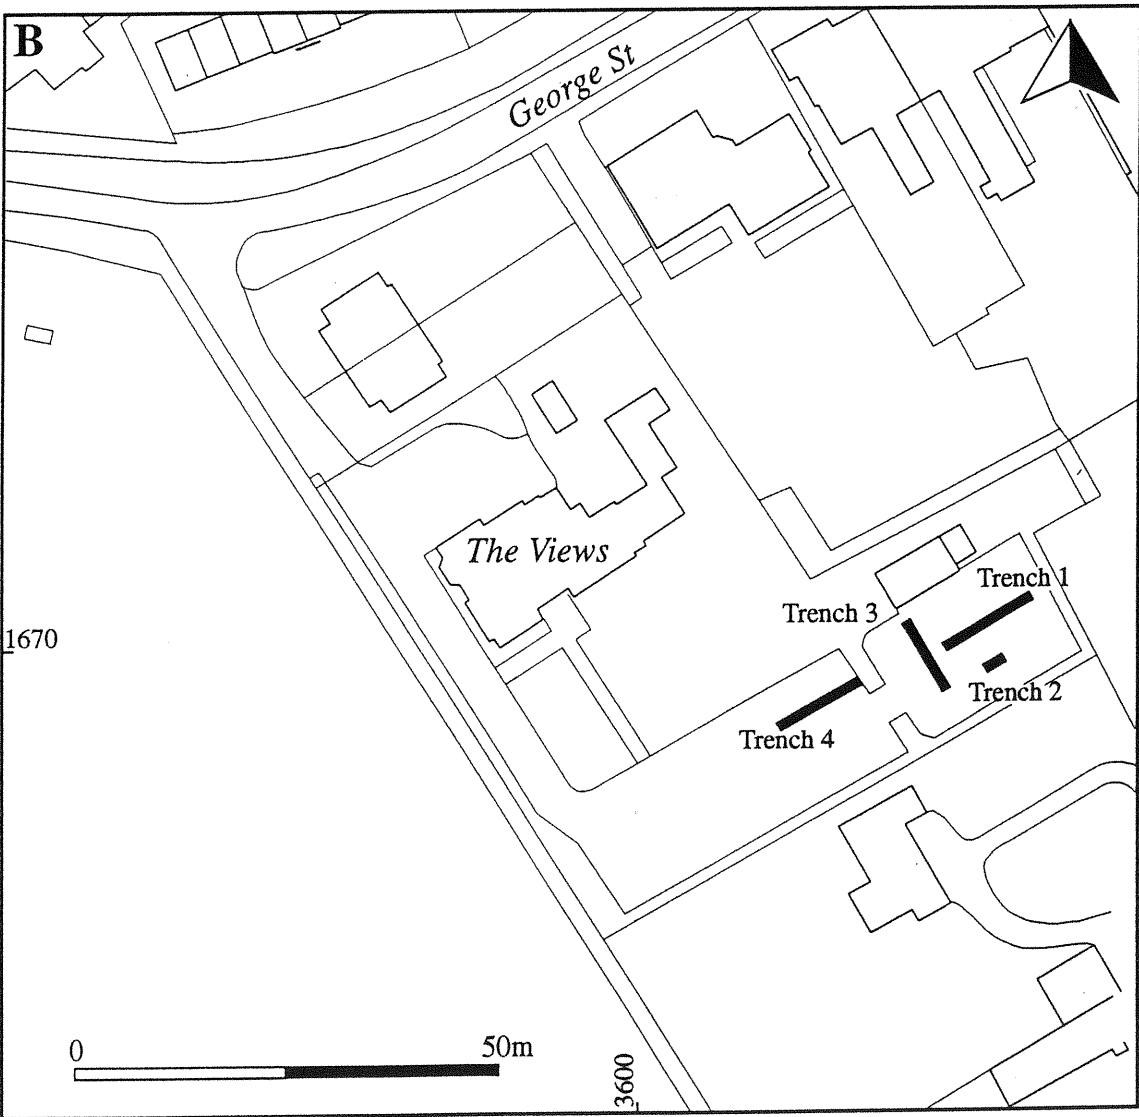 B
George St
The Views
Trench 1
Trench 3
1670
Trench 2
Trench 4
0
50m
3600